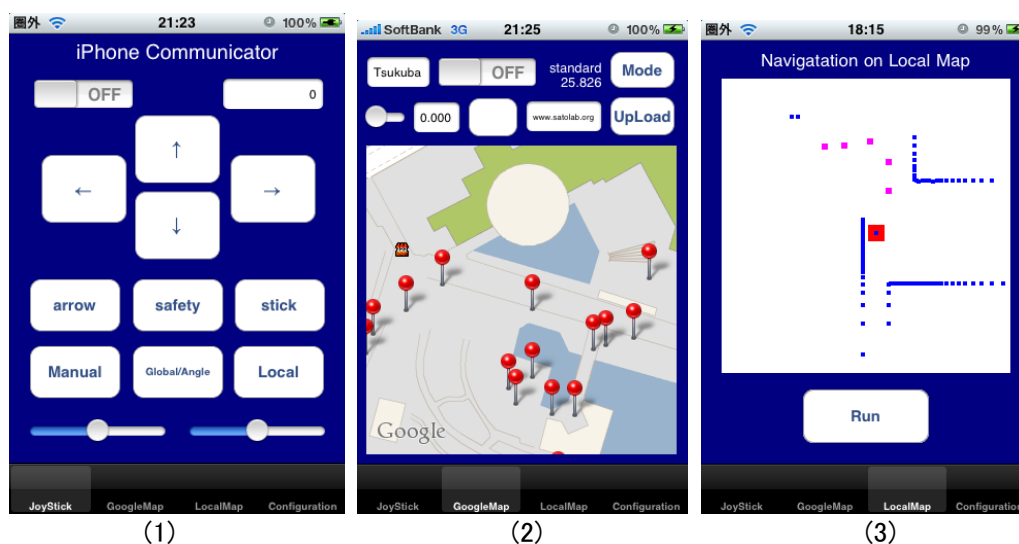 圏外 21:23 100%
iPhone Communicator
OFF 0
↑
← →
↓
arrow safety stick
Manual Global/Angle Local
JoyStick GoogleMap LocalMap Configuration
(1)
SoftBank 3G 21:25 100%
Tsukuba OFF standard 25.826 Mode
0.000 www.satolab.org UpLoad
Google
JoyStick GoogleMap LocalMap Configuration
(2)
圏外 18:15 99%
Navigatation on Local Map
Run
JoyStick GoogleMap LocalMap Configuration
(3)